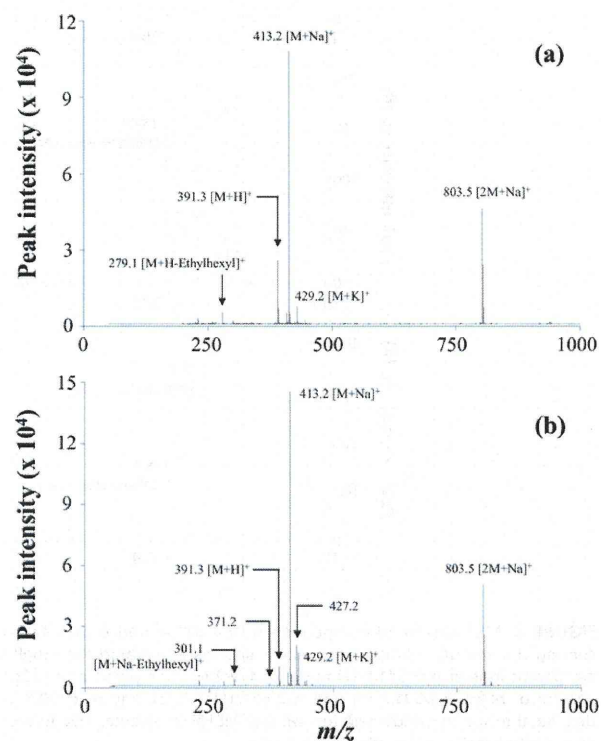 12
(a)
413.2 [M+Na]⁺
9
Peak intensity (x 10⁴)
6
803.5 [2M+Na]⁺
391.3 [M+H]⁺
3
279.1 [M+H-Ethylhexyl]⁺
429.2 [M+K]⁺
0
0 250 500 750 1000
15
413.2 [M+Na]⁺
(b)
12
9
Peak intensity (x 10⁴)
6
391.3 [M+H]⁺
803.5 [2M+Na]⁺
371.2
427.2
3
301.1
[M+Na-Ethylhexyl]⁺
429.2 [M+K]⁺
0
0 250 500 750 1000
m/z